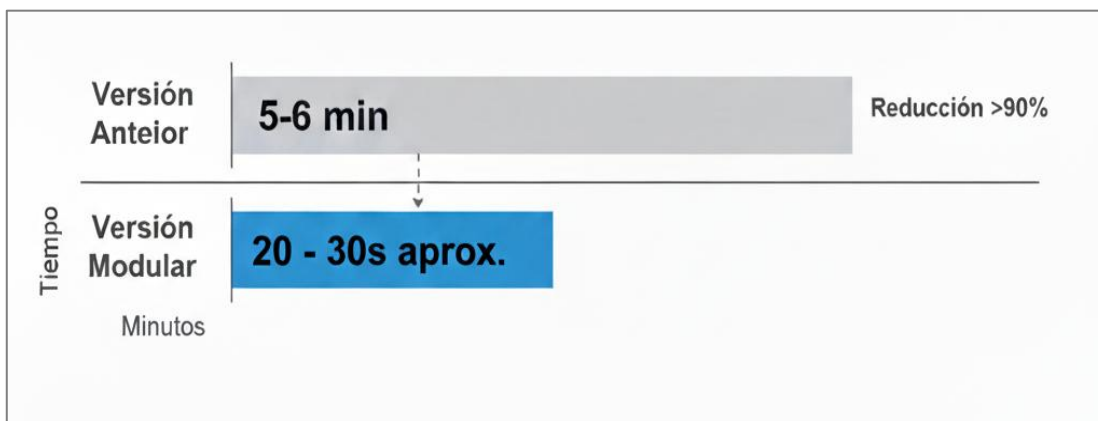 Versión
Anteior
5-6 min
Reducción >90%
Tiempo
Versión
Modular
20 - 30s aprox.
Minutos